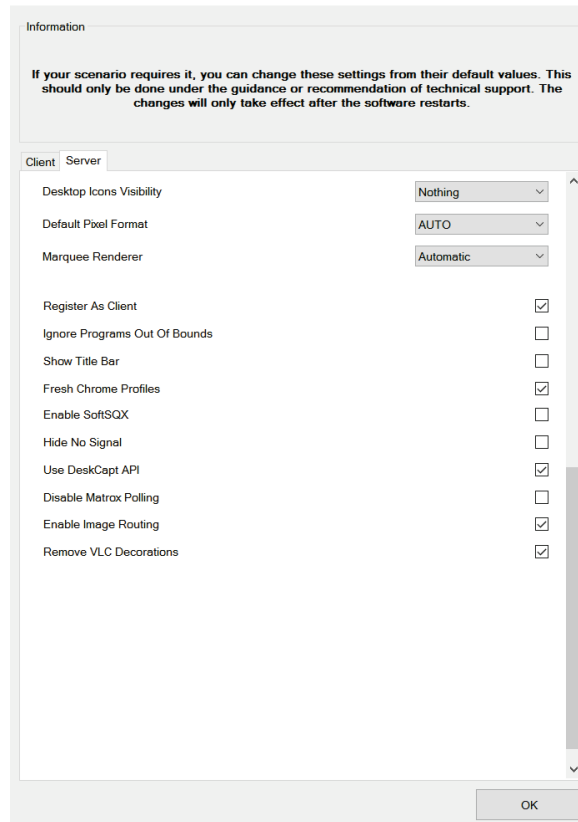 Information
If your scenario requires it, you can change these settings from their default values. This
should only be done under the guidance or recommendation of technical support. The
changes will only take effect after the software restarts.
Client Server
Desktop Icons Visibility Nothing
Default Pixel Format AUTO
Marquee Renderer Automatic
Register As Client
Ignore Programs Out Of Bounds
Show Title Bar
Fresh Chrome Profiles
Enable SoftSQX
Hide No Signal
Use DeskCapt API
Disable Matrox Polling
Enable Image Routing
Remove VLC Decorations
OK